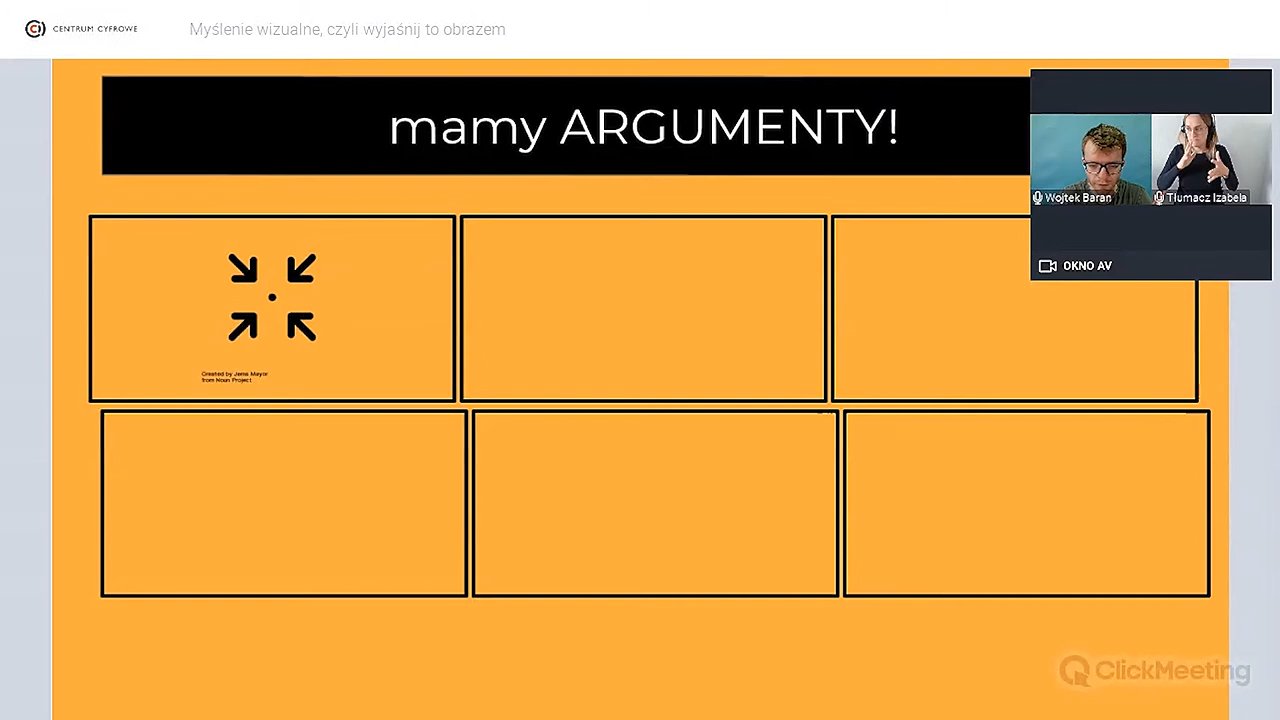 CENTRUM CYFROWE
Myślenie wizualne, czyli wyjaśnij to obrazem
mamy ARGUMENTY!
Wojtek Baran
Tłumacz Izabela
OKNO AV
Created by Jems Mayor
from Noun Project
ClickMeeting